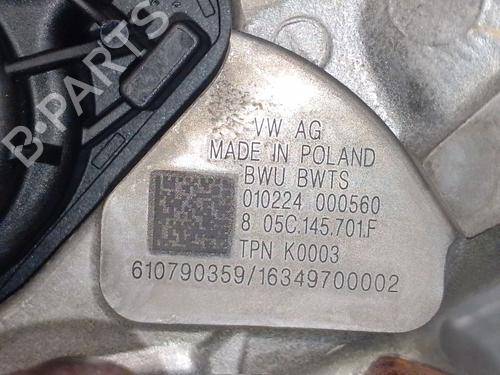 B-PARTS
VW AG
MADE IN POLAND
BWU BWTS
010224 000560
8 05C.145.701.F
TPN K0003
610790359/16349700002